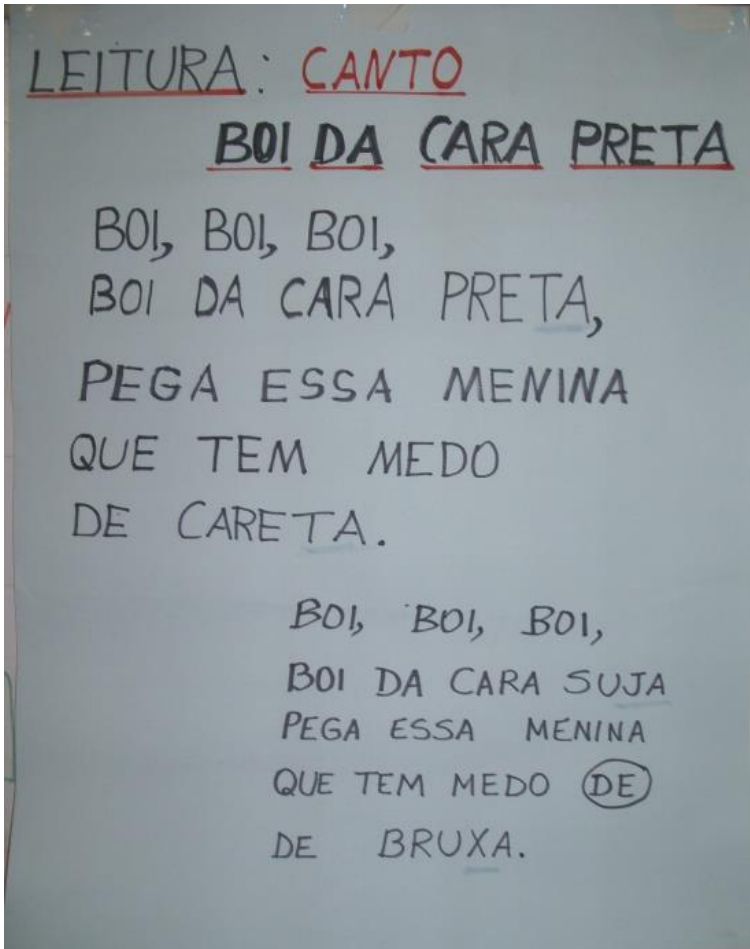 LEITURA: CANTO
BOI DA CARA PRETA
BOI, BOI, BOI,
BOI DA CARA PRETA,
PEGA ESSA MENINA
QUE TEM MEDO
DE CARETA.
BOI, BOI, BOI,
BOI DA CARA SUJA
PEGA ESSA MENINA
QUE TEM MEDO DE
DE BRUXA.